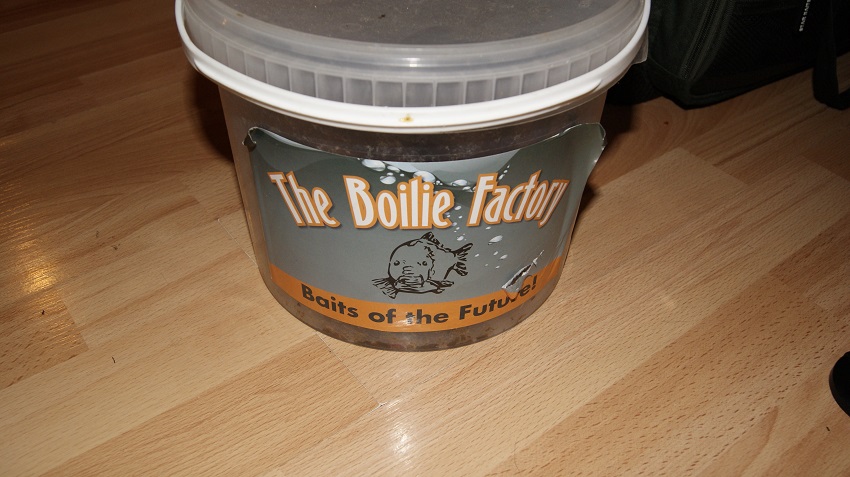 The Boilie Factory
Baits of the Future!